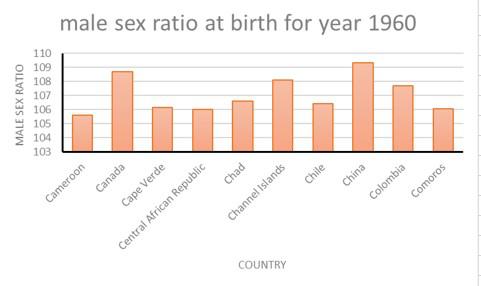 male sex ratio at birth for year 1960
MALE SEX RATIO
110
109
108
107
106
105
104
103
Cameroon
Canada
Cape Verde
Central African Republic
Chad
Channel Islands
Chile
China
Colombia
Comoros
COUNTRY